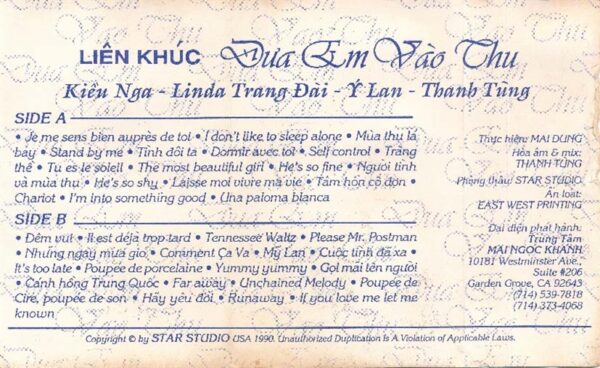 LIÊN KHÚC Đưa Em Vào Thu
Kiều Nga - Linda Trang Đài - Ý Lan - Thanh Tùng
SIDE A
• Je me sens bien auprès de toi • I don't like to sleep alone • Mùa thu lá
bay • Stand by me • Tình đôi ta • Dormir avec toi • Self control • Trăng
thề • Tu es le soleil • The most beautiful girl • He's so fine • Người tình
và mùa thu • He's so shy • Laisse moi vivre ma vie • Tâm hồn cô đơn •
Chariot • I'm into something good • Una paloma blanca
SIDE B
• Đêm vui • Il est déjà trop tard • Tennessee Waltz • Please Mr. Postman
• Những ngày mưa gió • Comment Ça Va • Mỹ Lan • Cuộc tình đã xa •
It's too late • Poupée de porcelaine • Yummy yummy • Gọi mãi tên người
• Cánh hồng Trung Quốc • Far away • Unchained Melody • Poupée de
Cire, poupée de son • Hãy yêu đời • Runaway • If you love me let me
known
Thực hiện: MAI DUNG
Hòa âm & mix:
THANH TÙNG
Phòng thâu: STAR STUDIO
Ấn loát:
EAST WEST PRINTING
Đại diện phát hành:
Trung Tâm
MAI NGỌC KHÁNH
10181 Westminster Ave.,
Suite #206
Garden Grove, CA 92643
(714) 539-7818
(714) 373-4068
Copyright © by STAR STUDIO USA 1990. Unauthorized Duplication Is A Violation of Applicable Laws.